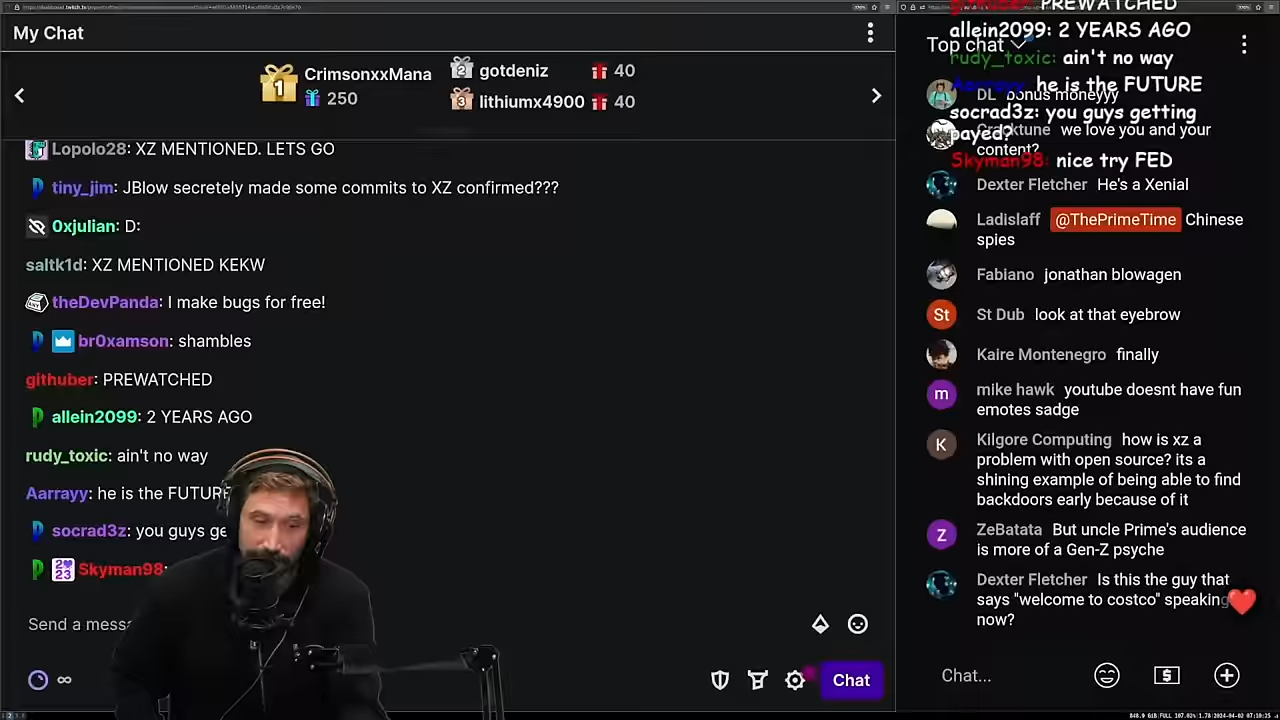 My Chat
1
CrimsonxxMana
250
2
gotdeniz
40
3
lithiumx4900
40
Lopolo28: XZ MENTIONED. LETS GO
tiny_jim: JBlow secretely made some commits to XZ confirmed???
0xjulian: D:
saltk1d: XZ MENTIONED KEKW
theDevPanda: I make bugs for free!
br0xamson: shambles
githuber: PREWATCHED
allein2099: 2 YEARS AGO
rudy_toxic: ain't no way
Aarrayy: he is the FUTURE
socrad3z: you guys ge
Skyman98:
Send a messa
Chat
PREWATCHED
allein2099: 2 YEARS AGO
rudy_toxic: ain't no way
Aarrayy: he is the FUTURE
socrad3z: you guys getting
payed?
Skyman98: nice try FED
Top chat
DL bonus moneyyy
Cracktune we love you and your
content?
Dexter Fletcher He's a Xenial
Ladislaff @ThePrimeTime Chinese
spies
Fabiano jonathan blowagen
St
St Dub look at that eyebrow
Kaire Montenegro finally
m
mike hawk youtube doesnt have fun
emotes sadge
K
Kilgore Computing how is xz a
problem with open source? its a
shining example of being able to find
backdoors early because of it
Z
ZeBatata But uncle Prime's audience
is more of a Gen-Z psyche
Dexter Fletcher Is this the guy that
says "welcome to costco" speaking
now?
Chat...